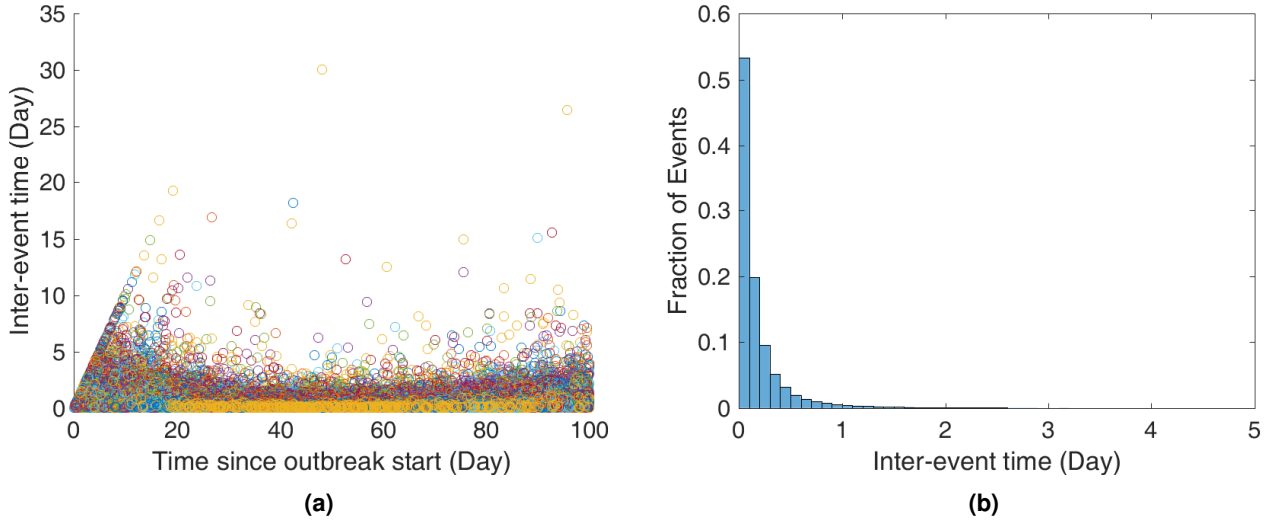 35
30
25
20
15
10
5
0
Inter-event time (Day)
0 20 40 60 80 100
Time since outbreak start (Day)
(a)
0.6
0.5
0.4
0.3
0.2
0.1
0
Fraction of Events
0 1 2 3 4 5
Inter-event time (Day)
(b)